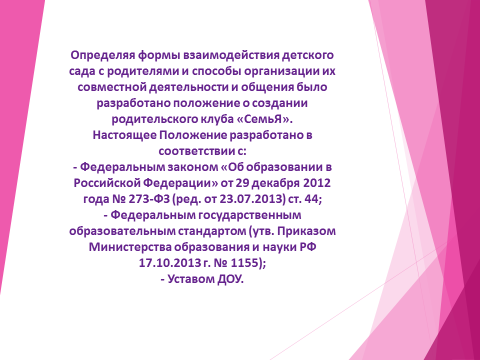 Определяя формы взаимодействия детского
сада с родителями и способы организации их
совместной деятельности и общения было
разработано положение о создании
родительского клуба «СемьЯ».
Настоящее Положение разработано в
соответствии с:
- Федеральным законом «Об образовании в
Российской Федерации» от 29 декабря 2012
года № 273-ФЗ (ред. от 23.07.2013) ст. 44;
- Федеральным государственным
образовательным стандартом (утв. Приказом
Министерства образования и науки РФ
17.10.2013 г. № 1155);
- Уставом ДОУ.